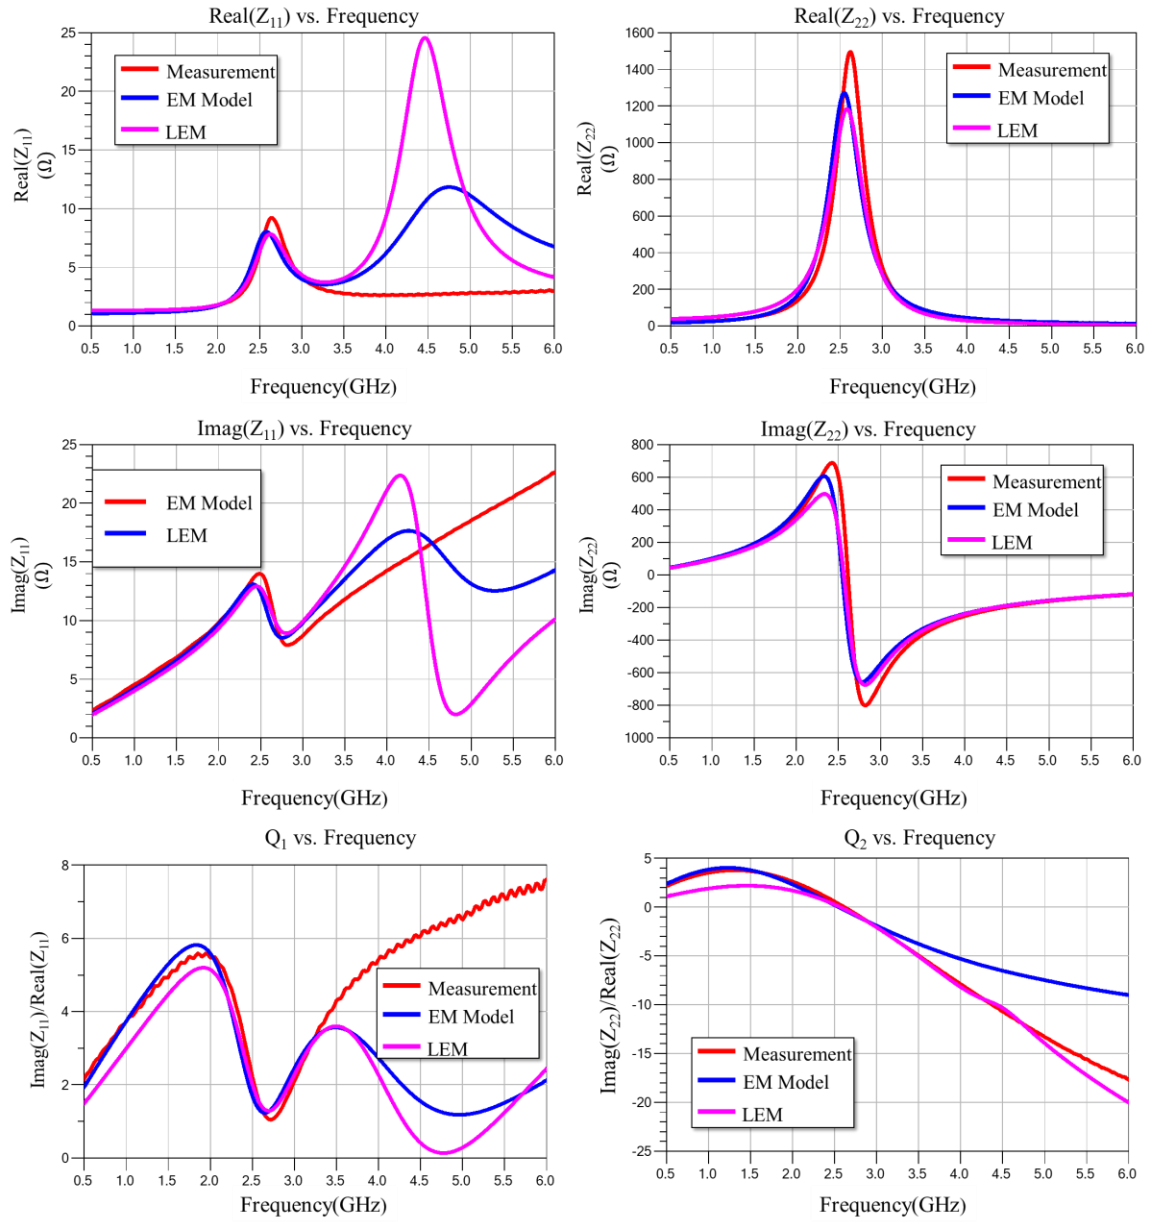 Real(Z11) vs. Frequency
25
20
15
10
5
0
Real(Z11)
(Ω)
Measurement
EM Model
LEM
0.5 1.0 1.5 2.0 2.5 3.0 3.5 4.0 4.5 5.0 5.5 6.0
Frequency(GHz)
Real(Z22) vs. Frequency
1600
1400
1200
1000
800
600
400
200
0
Real(Z22)
(Ω)
Measurement
EM Model
LEM
0.5 1.0 1.5 2.0 2.5 3.0 3.5 4.0 4.5 5.0 5.5 6.0
Frequency(GHz)
Imag(Z11) vs. Frequency
25
20
15
10
5
0
Imag(Z11)
(Ω)
EM Model
LEM
0.5 1.0 1.5 2.0 2.5 3.0 3.5 4.0 4.5 5.0 5.5 6.0
Frequency(GHz)
Imag(Z22) vs. Frequency
800
600
400
200
0
-200
-400
-600
-800
1000
Imag(Z22)
(Ω)
Measurement
EM Model
LEM
0.5 1.0 1.5 2.0 2.5 3.0 3.5 4.0 4.5 5.0 5.5 6.0
Frequency(GHz)
Q1 vs. Frequency
8
6
4
2
0
Imag(Z11)/Real(Z11)
Measurement
EM Model
LEM
0.5 1.0 1.5 2.0 2.5 3.0 3.5 4.0 4.5 5.0 5.5 6.0
Frequency(GHz)
Q2 vs. Frequency
5
0
-5
-10
-15
-20
-25
Imag(Z22)/Real(Z22)
Measurement
EM Model
LEM
0.5 1.0 1.5 2.0 2.5 3.0 3.5 4.0 4.5 5.0 5.5 6.0
Frequency(GHz)